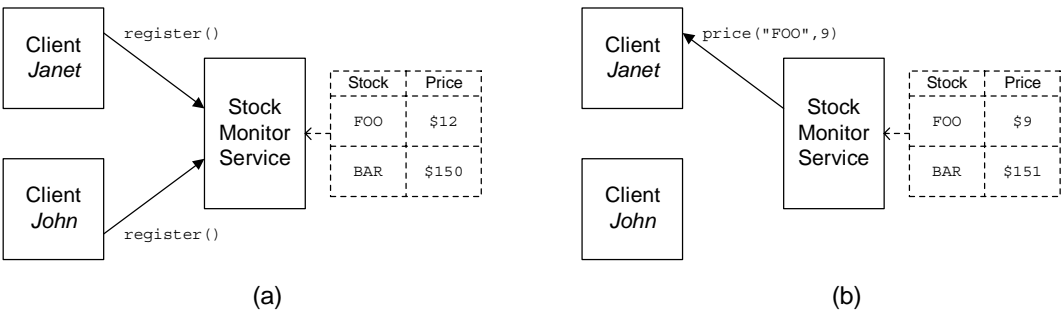 Client
Janet
register()
Stock
Monitor
Service
Stock Price
FOO $12
BAR $150
Client
John
register()
(a)
Client
Janet
price("FOO",9)
Stock
Monitor
Service
Stock Price
FOO $9
BAR $151
Client
John
(b)